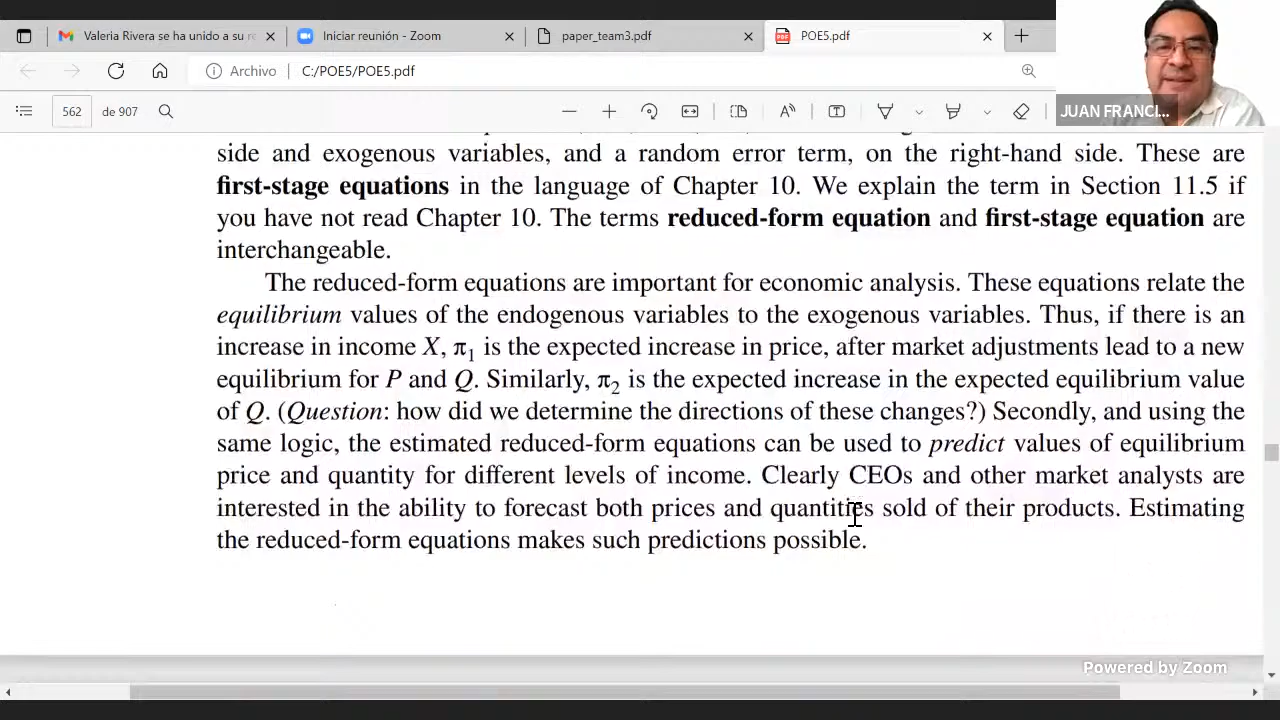 Valeria Rivera se ha unido a su re
Iniciar reunión - Zoom
paper_team3.pdf
POE5.pdf
Archivo
C:/POE5/POE5.pdf
562
de 907
JUAN FRANCI...
side and exogenous variables, and a random error term, on the right-hand side. These are
first-stage equations in the language of Chapter 10. We explain the term in Section 11.5 if
you have not read Chapter 10. The terms reduced-form equation and first-stage equation are
interchangeable.
The reduced-form equations are important for economic analysis. These equations relate the
equilibrium values of the endogenous variables to the exogenous variables. Thus, if there is an
increase in income X, π₁ is the expected increase in price, after market adjustments lead to a new
equilibrium for P and Q. Similarly, π₂ is the expected increase in the expected equilibrium value
of Q. (Question: how did we determine the directions of these changes?) Secondly, and using the
same logic, the estimated reduced-form equations can be used to predict values of equilibrium
price and quantity for different levels of income. Clearly CEOs and other market analysts are
interested in the ability to forecast both prices and quantities sold of their products. Estimating
the reduced-form equations makes such predictions possible.
Powered by Zoom